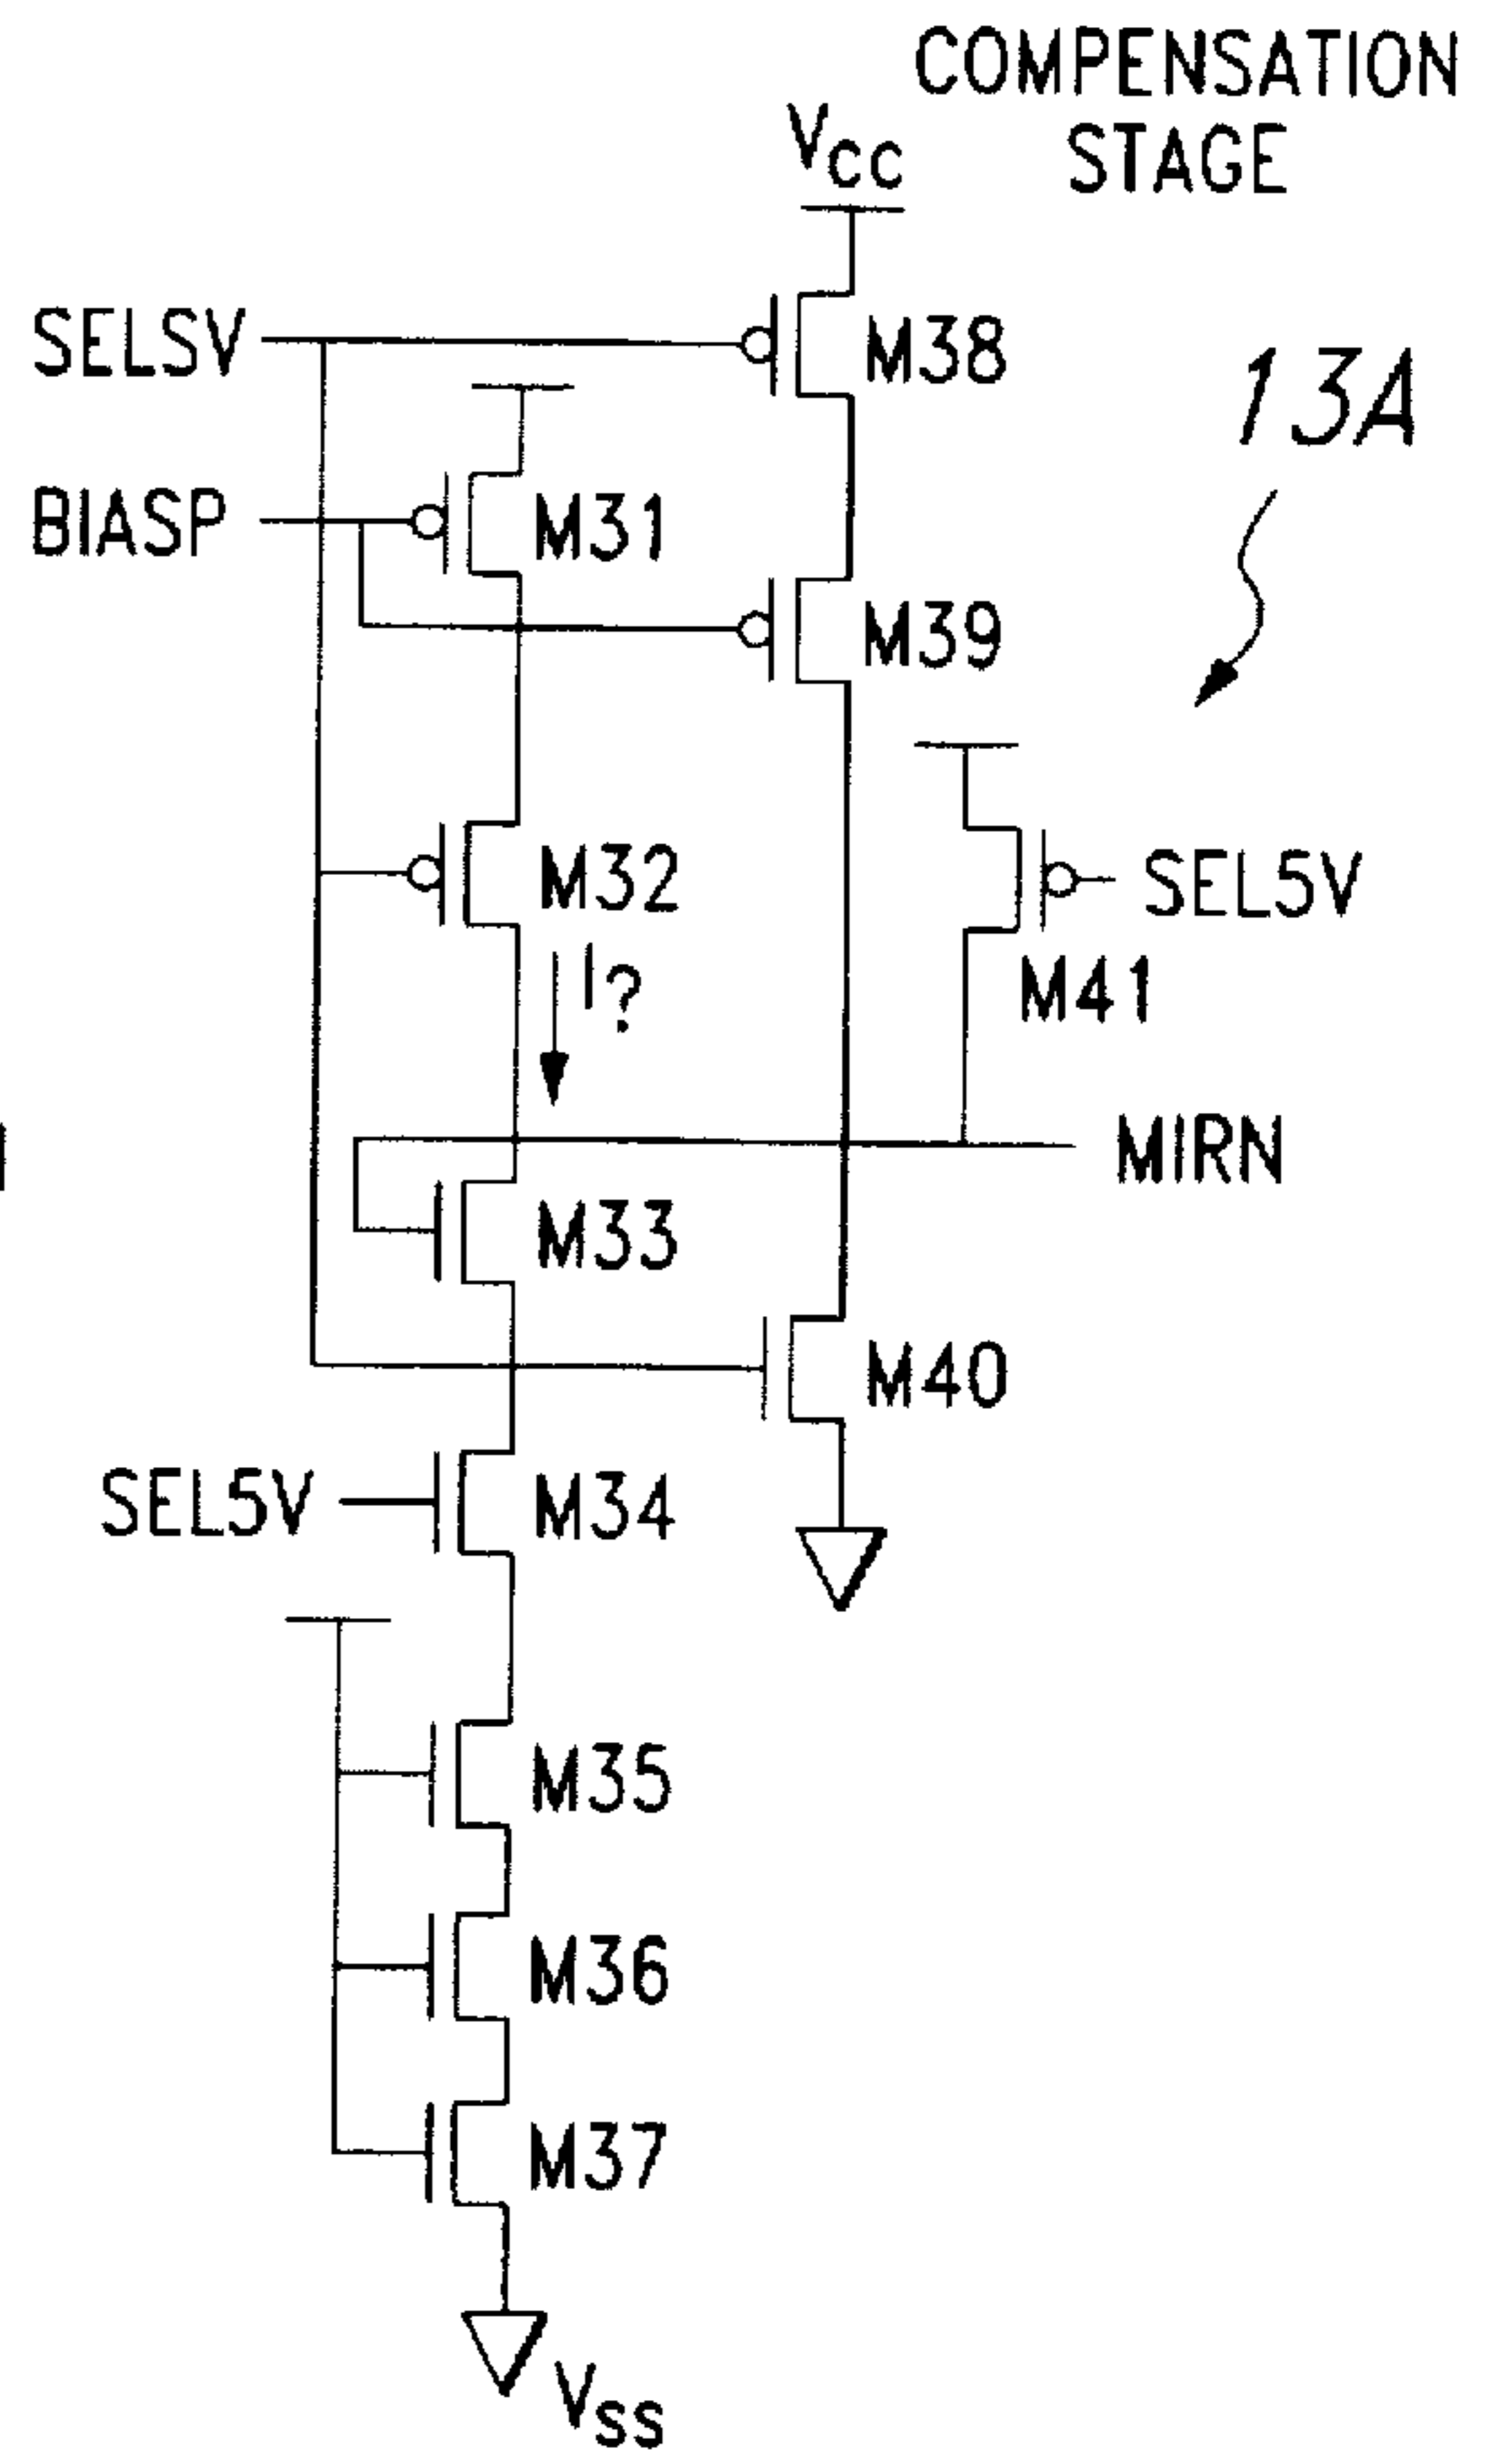 COMPENSATION
STAGE
VCC
SELSV
M38
13A
BIASP
M31
M39
M32
SEL5V
I?
M41
MIRN
M33
M40
SEL5V
M34
M35
M36
M37
VSS